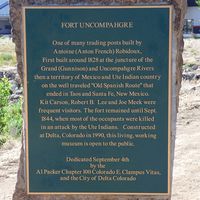 FORT UNCOMPAHGRE
One of many trading posts built by
Antoine (Anton French) Robidoux,
First built around 1828 at the juncture of the
Grand (Gunnison) and Uncompahgre Rivers
then a territory of Mexico and Ute Indian country
on the well traveled "Old Spanish Route" that
ended in Taos and Santa Fe, New Mexico.
Kit Carson, Robert B. Lee and Joe Meek were
frequent visitors. The fort remained until Sept.
1844, when most of the occupants were killed
in an attack by the Ute Indians. Constructed
at Delta, Colorado in 1990, this living, working
museum is open to the public.
Dedicated September 4th
by the
Al Packer Chapter 100 Colorado E. Clampus Vitus,
and the City of Delta Colorado